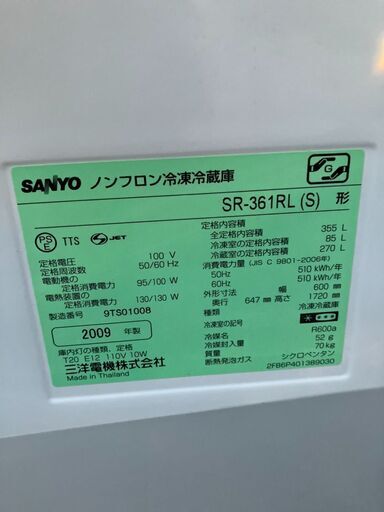 SANYO ノンフロン冷凍冷蔵庫
SR-361RL (S) 形
G
PS
E
TTS
S JET
定格電圧 100 V
定格周波数 50/60 Hz
電動機の
定格消費電力 95/100 W
電熱装置の
定格消費電力 130/130 W
製造番号 9TS01008
2009 年製
庫内灯の種類、定格
T20 E12 110V 10W
三洋電機株式会社
Made in Thailand
定格内容積
全定格内容積 355 L
冷凍室の定格内容積 85 L
冷蔵室の定格内容積 270 L
消費電力量 (JIS C 9801-2006年)
50Hz 510 kWh/年
60Hz 510 kWh/年
外形寸法 幅 600 mm
奥行 647 mm 高さ 1720 mm
冷凍室の記号
冷媒名 R600a
冷媒封入量 52 g
質量 70 kg
断熱発泡ガス シクロペンタン
2FB6P401389030